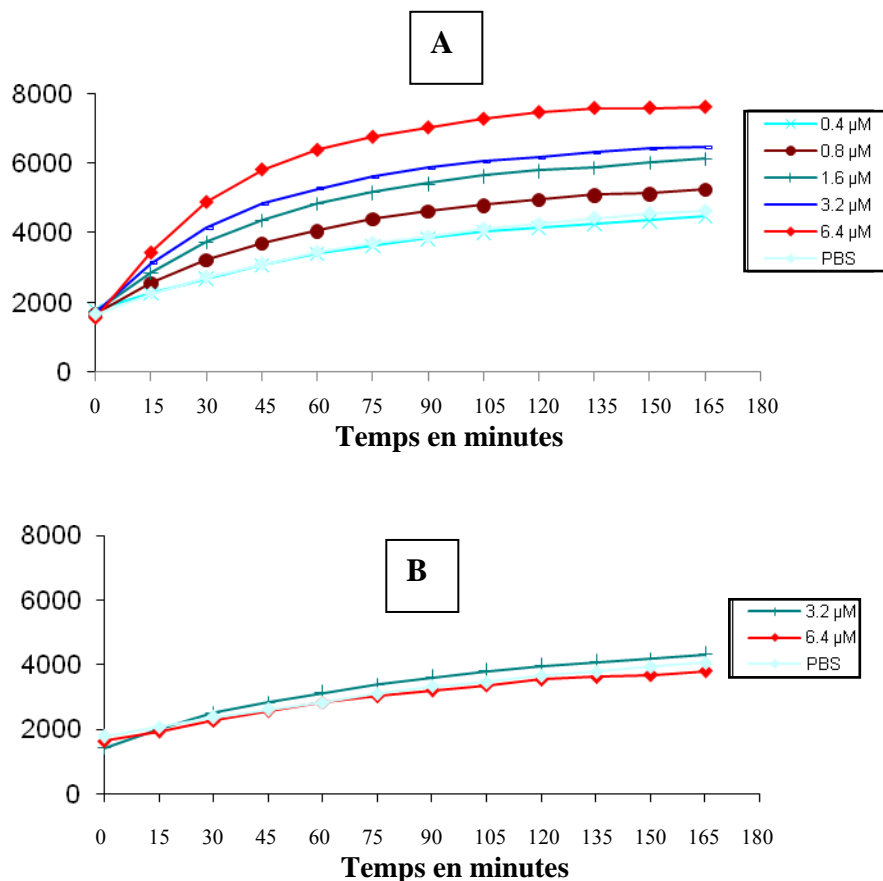 A
8000
6000
4000
2000
0
0 15 30 45 60 75 90 105 120 135 150 165 180
Temps en minutes
0.4 µM
0.8 µM
1.6 µM
3.2 µM
6.4 µM
PBS
B
8000
6000
4000
2000
0
0 15 30 45 60 75 90 105 120 135 150 165 180
Temps en minutes
3.2 µM
6.4 µM
PBS